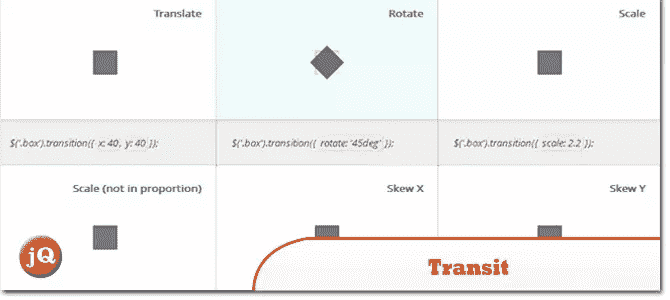 Translate
Rotate
Scale
$('.box').transition({ x: 40, y: 40 });
$('.box').transition({ rotate: '45deg' });
$('.box').transition({ scale: 2.2 });
Scale (not in proportion)
Skew X
Skew Y
jQ
Transit